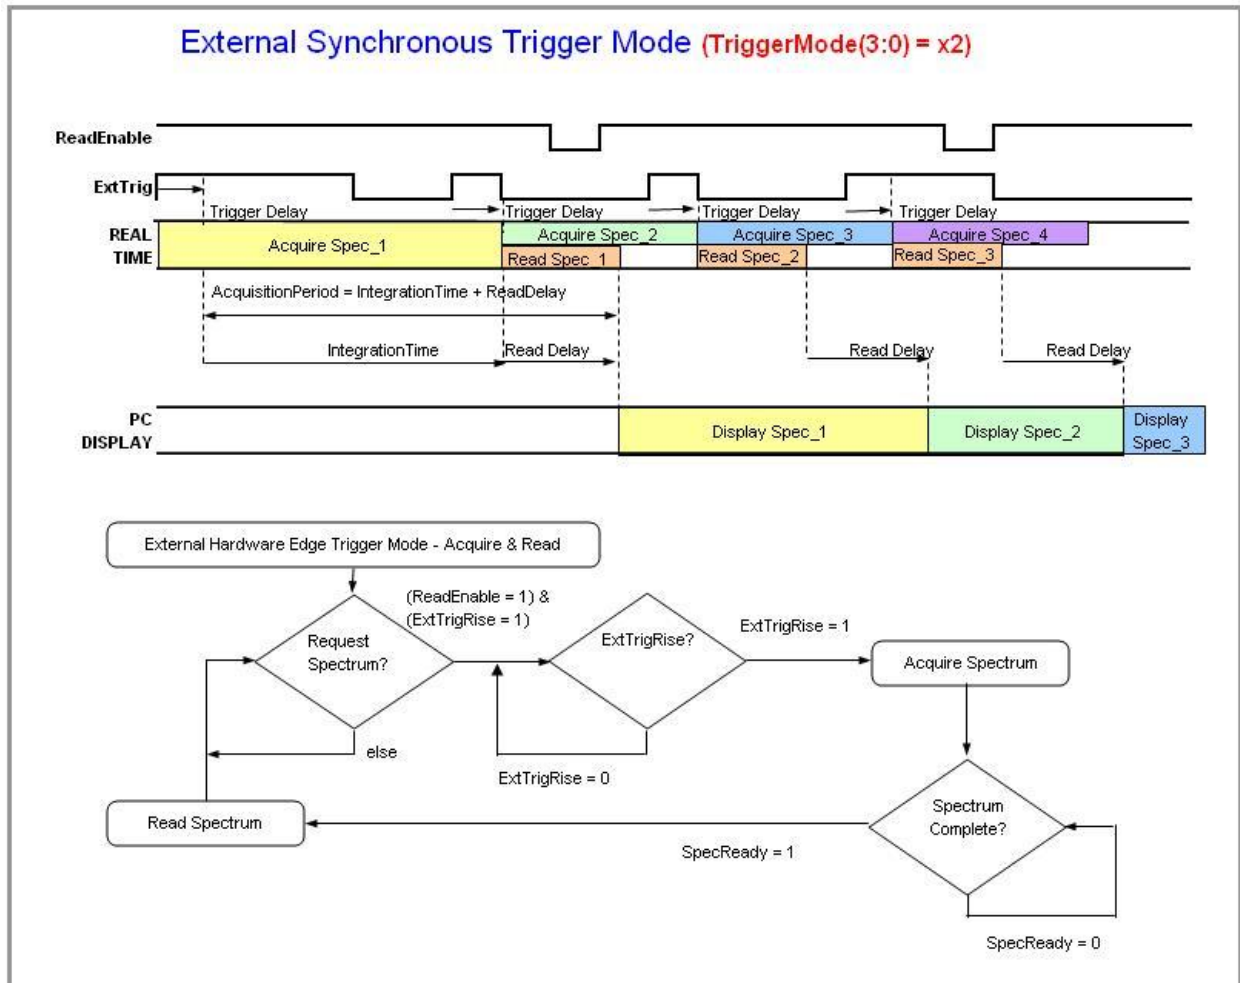 External Synchronous Trigger Mode (TriggerMode(3:0) = x2)
ReadEnable
ExtTrig
Trigger Delay
Trigger Delay
Trigger Delay
Trigger Delay
REAL
TIME
Acquire Spec_1
Acquire Spec_2
Acquire Spec_3
Acquire Spec_4
Read Spec_1
Read Spec_2
Read Spec_3
AcquisitionPeriod = IntegrationTime + ReadDelay
IntegrationTime
Read Delay
Read Delay
Read Delay
PC
DISPLAY
Display Spec_1
Display Spec_2
Display
Spec_3
External Hardware Edge Trigger Mode - Acquire & Read
(ReadEnable = 1) &
(ExtTrigRise = 1)
Request
Spectrum?
ExtTrigRise?
ExtTrigRise = 1
Acquire Spectrum
else
ExtTrigRise = 0
Read Spectrum
Spectrum
Complete?
SpecReady = 1
SpecReady = 0